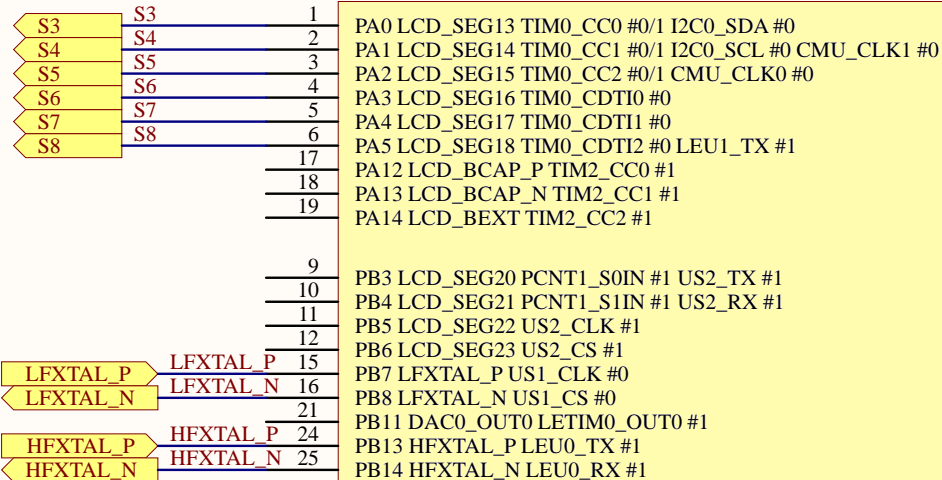 S3 S3 1 PA0 LCD_SEG13 TIM0_CC0 #0/1 I2C0_SDA #0
S4 S4 2 PA1 LCD_SEG14 TIM0_CC1 #0/1 I2C0_SCL #0 CMU_CLK1 #0
S5 S5 3 PA2 LCD_SEG15 TIM0_CC2 #0/1 CMU_CLK0 #0
S6 S6 4 PA3 LCD_SEG16 TIM0_CDTI0 #0
S7 S7 5 PA4 LCD_SEG17 TIM0_CDTI1 #0
S8 S8 6 PA5 LCD_SEG18 TIM0_CDTI2 #0 LEU1_TX #1
17 PA12 LCD_BCAP_P TIM2_CC0 #1
18 PA13 LCD_BCAP_N TIM2_CC1 #1
19 PA14 LCD_BEXT TIM2_CC2 #1
9 PB3 LCD_SEG20 PCNT1_S0IN #1 US2_TX #1
10 PB4 LCD_SEG21 PCNT1_S1IN #1 US2_RX #1
11 PB5 LCD_SEG22 US2_CLK #1
12 PB6 LCD_SEG23 US2_CS #1
LFXTAL_P LFXTAL_P 15 PB7 LFXTAL_P US1_CLK #0
LFXTAL_N LFXTAL_N 16 PB8 LFXTAL_N US1_CS #0
21 PB11 DAC0_OUT0 LETIM0_OUT0 #1
HFXTAL_P HFXTAL_P 24 PB13 HFXTAL_P LEU0_TX #1
HFXTAL_N HFXTAL_N 25 PB14 HFXTAL_N LEU0_RX #1